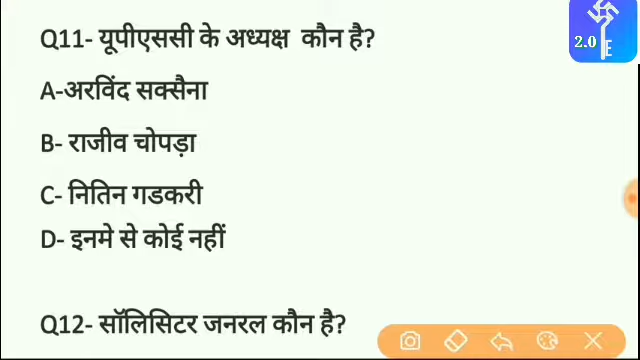 Q11- यूपीएससी के अध्यक्ष कौन है?
A-अरविंद सक्सैना
B- राजीव चोपड़ा
C- नितिन गडकरी
D- इनमे से कोई नहीं
Q12- सॉलिसिटर जनरल कौन है?
2.0
E